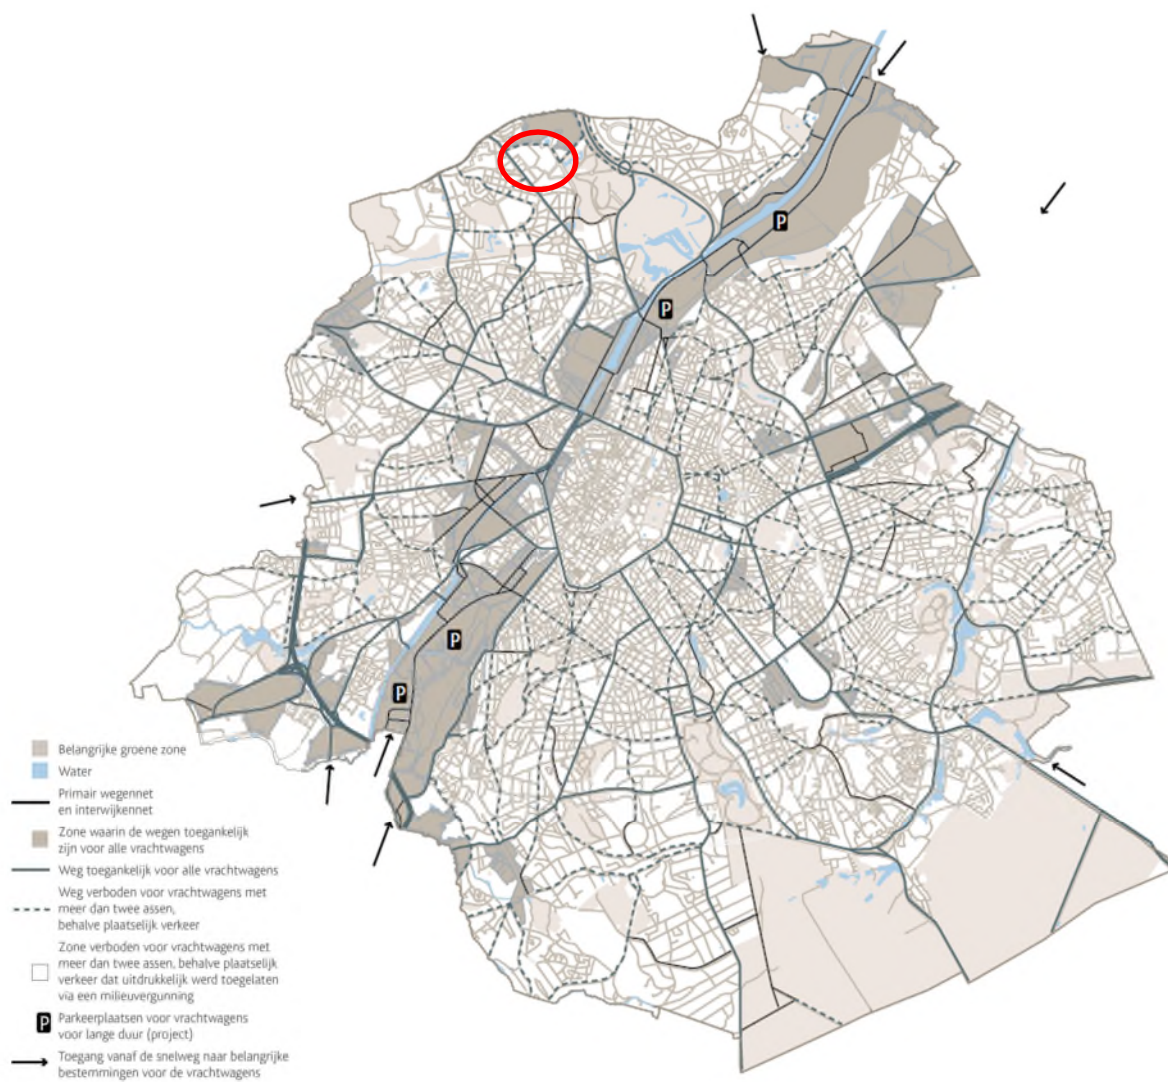 P
P
P
P
Belangrijke groene zone
Water
Primair wegennet
en interwijkennet
Zone waarin de wegen toegankelijk
zijn voor alle vrachtwagens
Weg toegankelijk voor alle vrachtwagens
Weg verboden voor vrachtwagens met
meer dan twee assen,
behalve plaatselijk verkeer
Zone verboden voor vrachtwagens met
meer dan twee assen, behalve plaatselijk
verkeer dat uitdrukkelijk werd toegelaten
via een milieuvergunning
P Parkeerplaatsen voor vrachtwagens
voor lange duur (project)
Toegang vanaf de snelweg naar belangrijke
bestemmingen voor de vrachtwagens